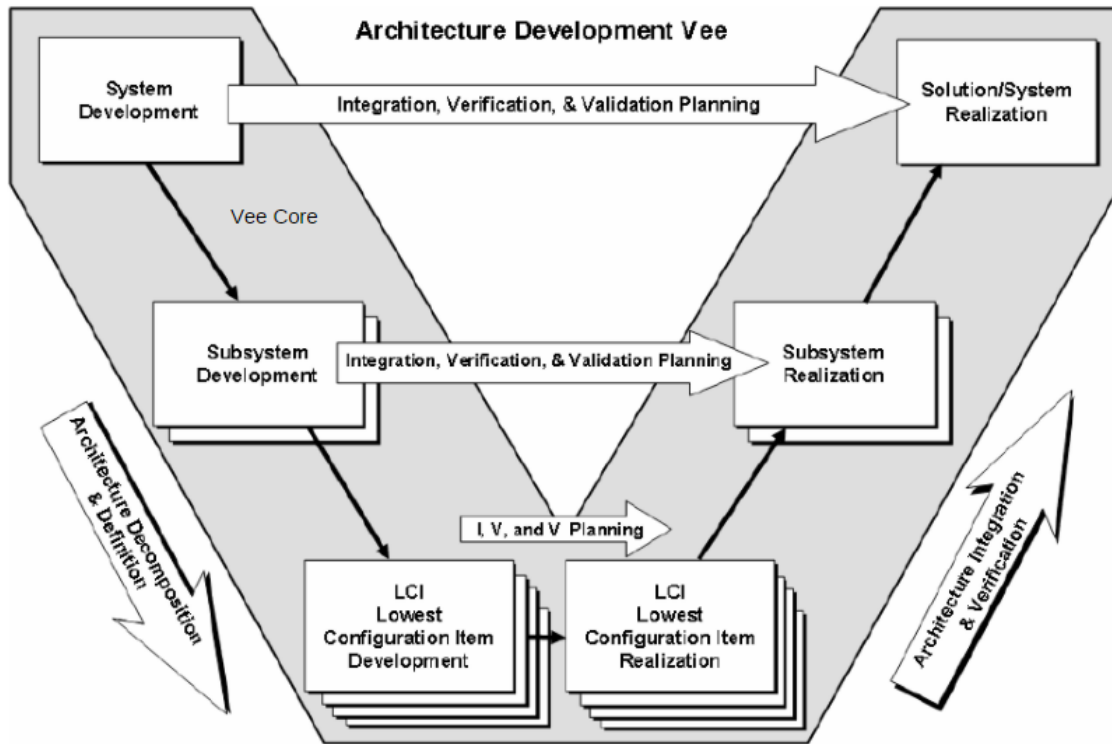 Architecture Development Vee
System
Development
Integration, Verification, & Validation Planning
Solution/System
Realization
Vee Core
Subsystem
Development
Integration, Verification, & Validation Planning
Subsystem
Realization
Architecture Decomposition
& Definition
I, V, and V Planning
Architecture Integration
& Verification
LCI
Lowest
Configuration Item
Development
LCI
Lowest
Configuration Item
Realization